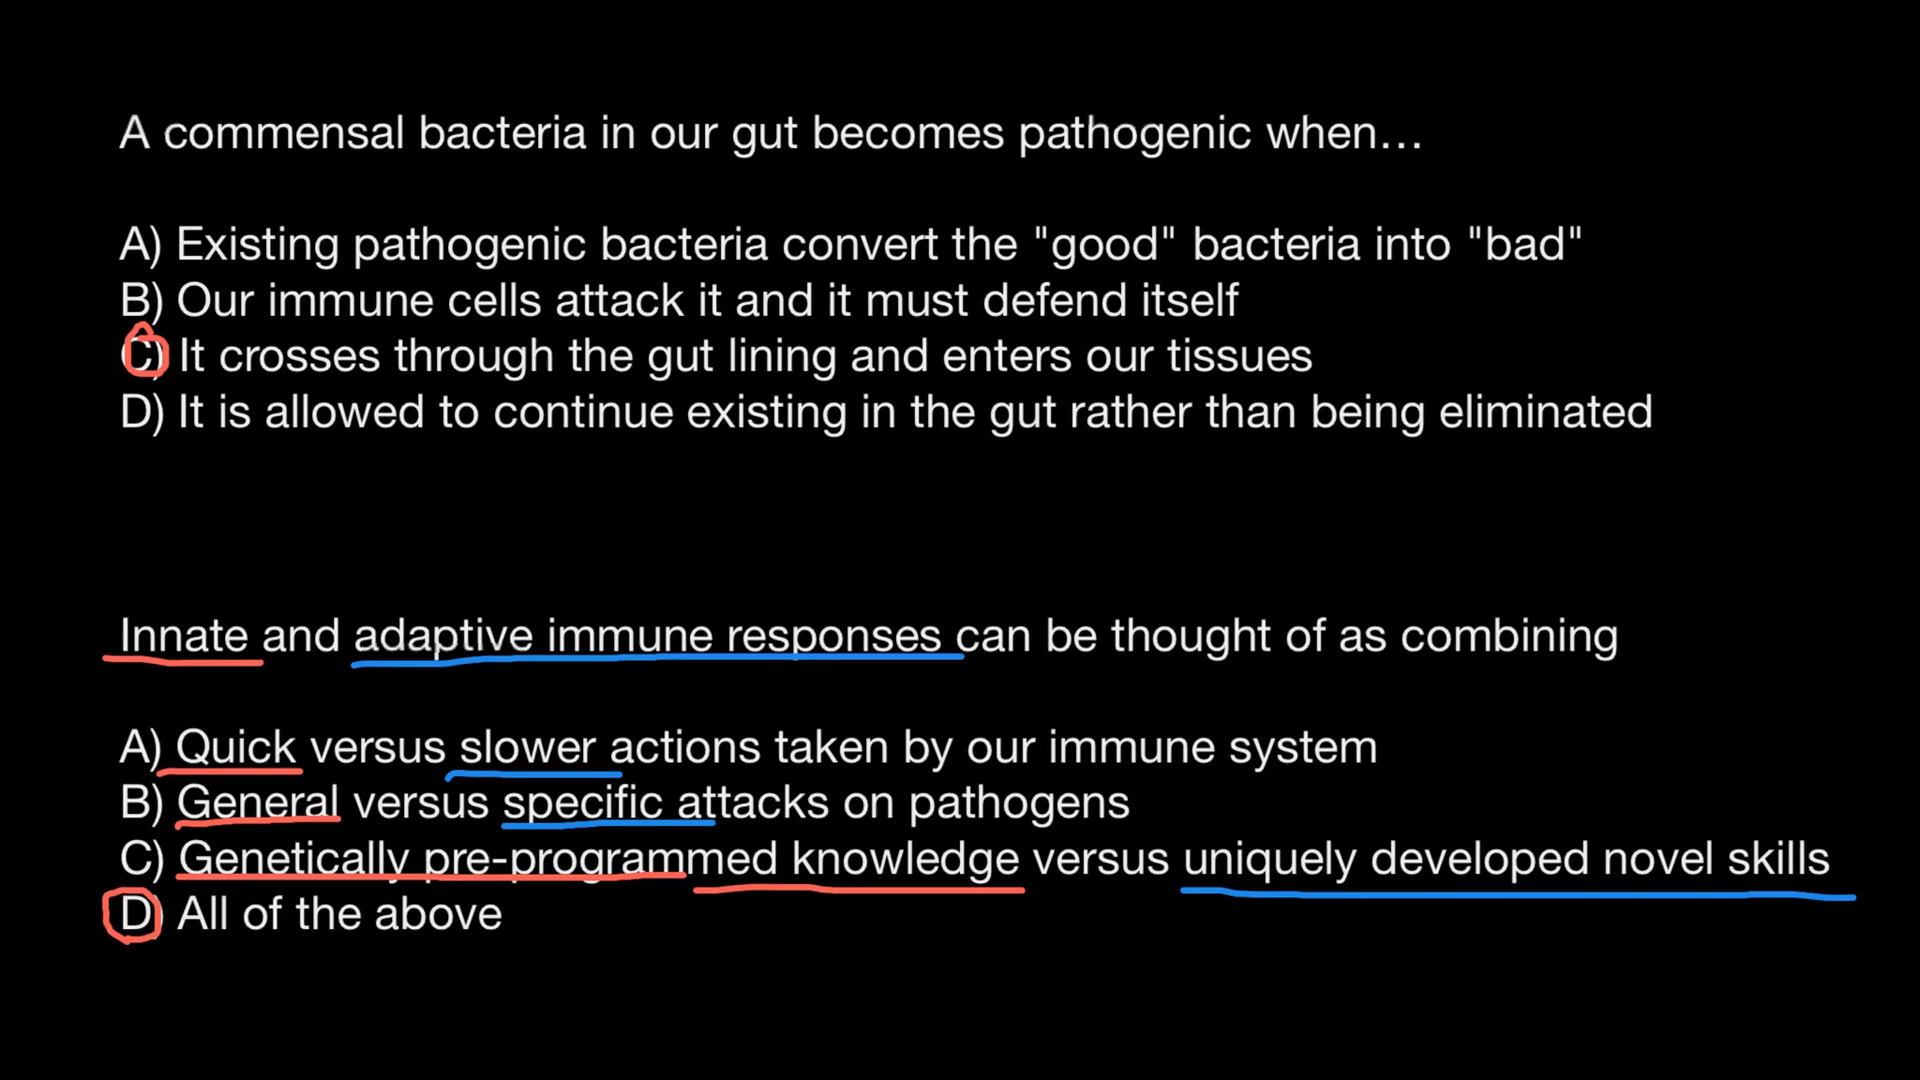 A commensal bacteria in our gut becomes pathogenic when...
A) Existing pathogenic bacteria convert the "good" bacteria into "bad"
B) Our immune cells attack it and it must defend itself
C) It crosses through the gut lining and enters our tissues
D) It is allowed to continue existing in the gut rather than being eliminated
Innate and adaptive immune responses can be thought of as combining
A) Quick versus slower actions taken by our immune system
B) General versus specific attacks on pathogens
C) Genetically pre-programmed knowledge versus uniquely developed novel skills
D) All of the above